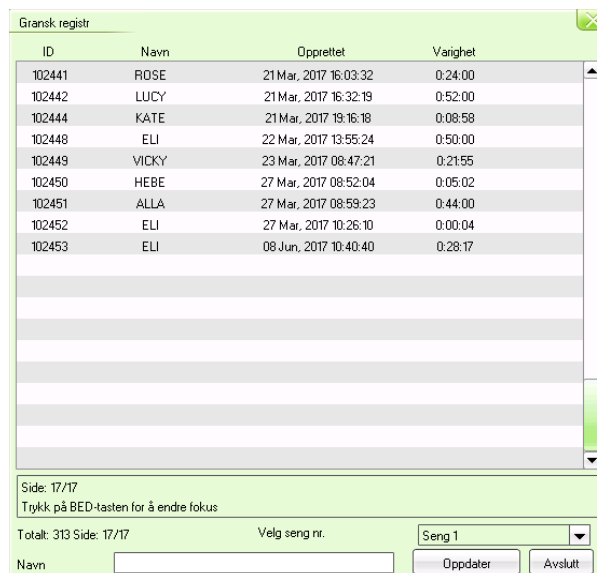 Gransk registr
ID Navn Opprettet Varighet
102441 ROSE 21 Mar, 2017 16:03:32 0:24:00
102442 LUCY 21 Mar, 2017 16:32:19 0:52:00
102444 KATE 21 Mar, 2017 19:16:18 0:08:58
102448 ELI 22 Mar, 2017 13:55:24 0:50:00
102449 VICKY 23 Mar, 2017 08:47:21 0:21:55
102450 HEBE 27 Mar, 2017 08:52:04 0:05:02
102451 ALLA 27 Mar, 2017 08:59:23 0:44:00
102452 ELI 27 Mar, 2017 10:26:10 0:00:04
102453 ELI 08 Jun, 2017 10:40:40 0:28:17
Side: 17/17
Trykk på BED-tasten for å endre fokus
Totalt: 313 Side: 17/17 Velg seng nr. Seng 1
Navn Oppdater Avslutt